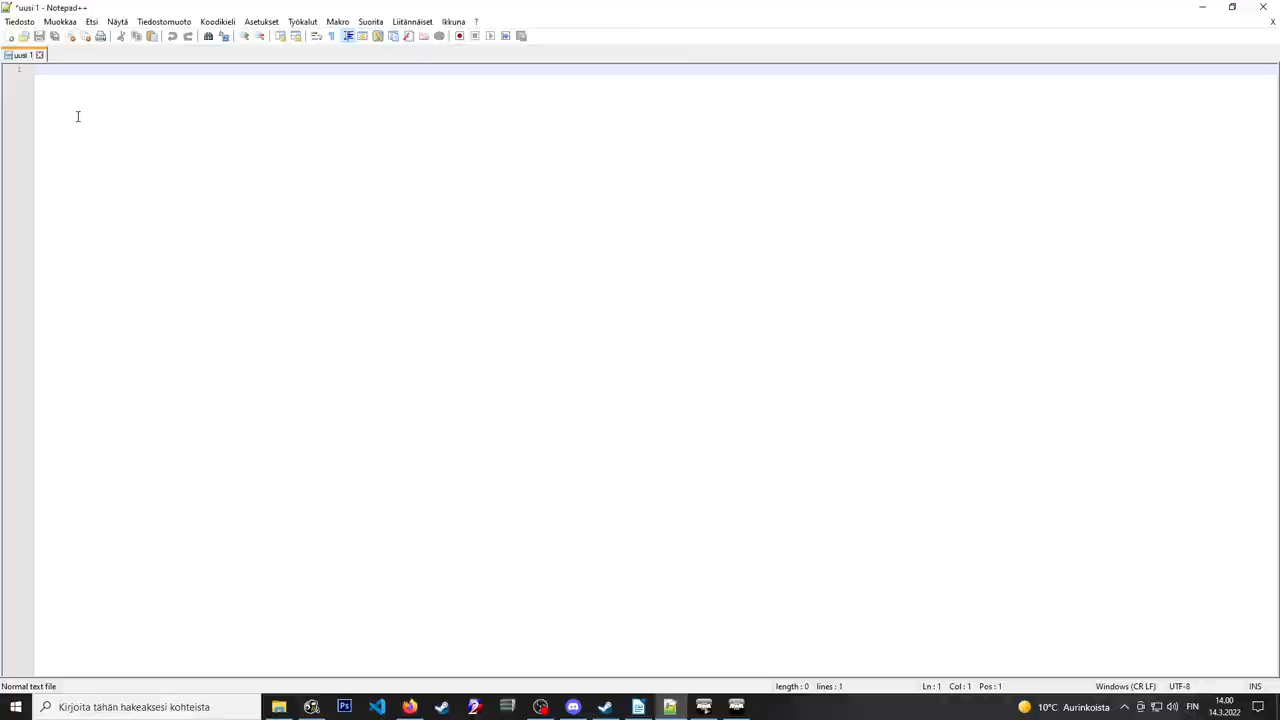 *uusi 1 - Notepad++
Tiedosto Muokkaa Etsi Näytä Tiedostomuoto Koodikieli Asetukset Työkalut Makro Suorita Liitännäiset Ikkuna ? X
uusi 1
1
Normal text file length : 0 lines : 1 Ln : 1 Col : 1 Pos : 1 Windows (CR LF) UTF-8 INS
Kirjoita tähän hakeaksesi kohteista 10°C Aurinkoista FIN 14.00
14.3.2022